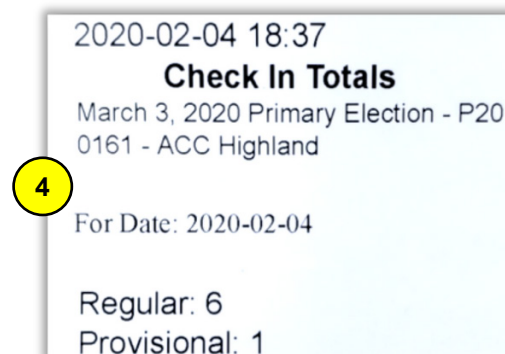 2020-02-04 18:37
Check In Totals
March 3, 2020 Primary Election - P20
0161 - ACC Highland
4
For Date: 2020-02-04
Regular: 6
Provisional: 1